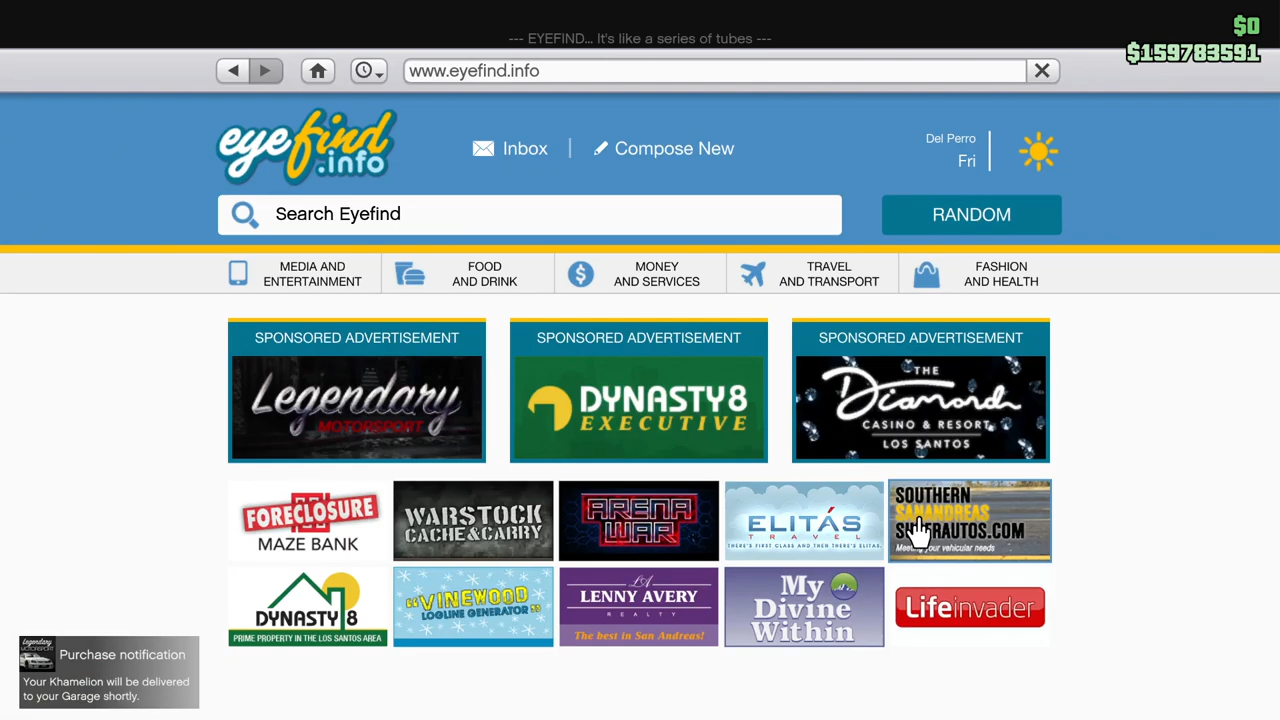 --- EYEFIND... It's like a series of tubes ---
$0
$159783591
www.eyefind.info
eyefind
.info
Inbox
Compose New
Del Perro
Fri
Search Eyefind
RANDOM
MEDIA AND
ENTERTAINMENT
FOOD
AND DRINK
MONEY
AND SERVICES
TRAVEL
AND TRANSPORT
FASHION
AND HEALTH
SPONSORED ADVERTISEMENT
Legendary
MOTORSPORT
SPONSORED ADVERTISEMENT
DYNASTY8
EXECUTIVE
SPONSORED ADVERTISEMENT
THE
Diamond
CASINO & RESORT
LOS SANTOS
FORECLOSURE
MAZE BANK
WARSTOCK
CACHE&CARRY
ARENA
WAR
ELITÁS
TRAVEL
THERE'S FIRST CLASS AND THEN THERE'S ELITAS.
SOUTHERN
SANANDREAS
SUPERAUTOS.COM
Meeting your vehicular needs
DYNASTY 8
PRIME PROPERTY IN THE LOS SANTOS AREA
"VINEWOOD
LOGLINE GENERATOR"
LA
LENNY AVERY
REALTY
The best in San Andreas!
My
Divine
Within
Lifeinvader
Legendary
MOTORSPORT
Purchase notification
Your Khamelion will be delivered
to your Garage shortly.